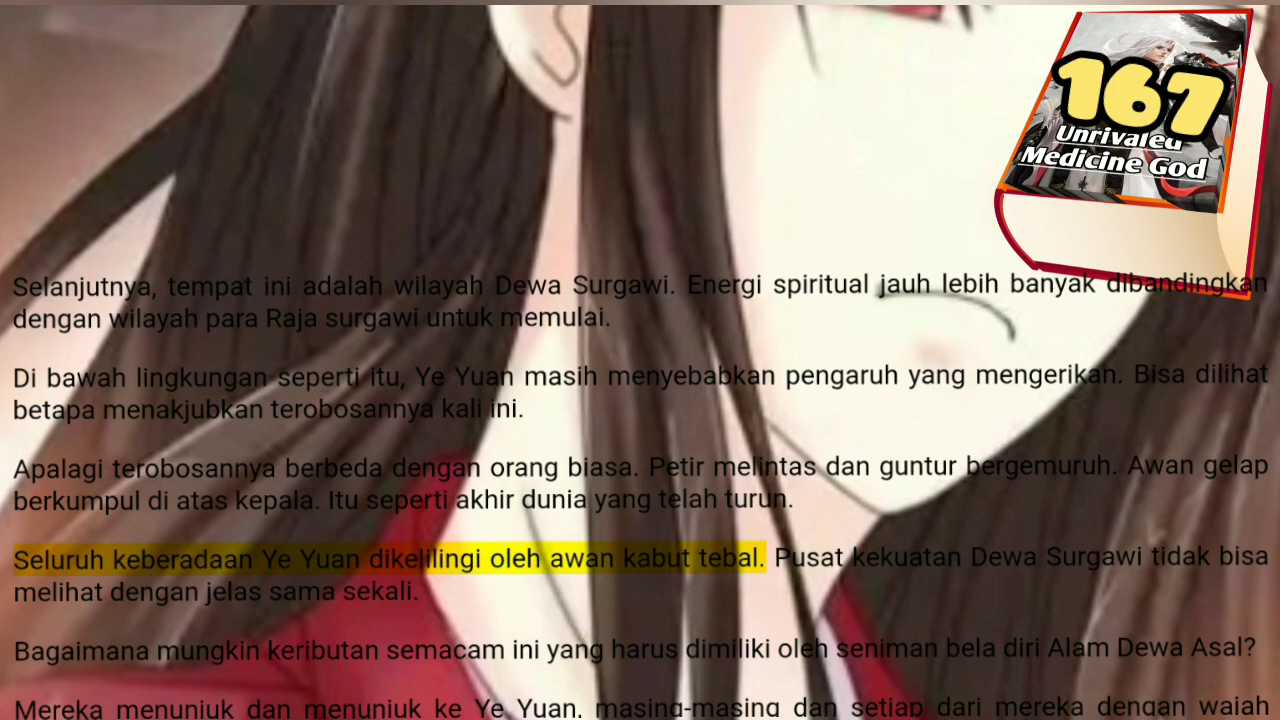 167
Unrivaled
Medicine God
Selanjutnya, tempat ini adalah wilayah Dewa Surgawi. Energi spiritual jauh lebih banyak dibandingkan
dengan wilayah para Raja surgawi untuk memulai.
Di bawah lingkungan seperti itu, Ye Yuan masih menyebabkan pengaruh yang mengerikan. Bisa dilihat
betapa menakjubkan terobosannya kali ini.
Apalagi terobosannya berbeda dengan orang biasa. Petir melintas dan guntur bergemuruh. Awan gelap
berkumpul di atas kepala. Itu seperti akhir dunia yang telah turun.
Seluruh keberadaan Ye Yuan dikelilingi oleh awan kabut tebal. Pusat kekuatan Dewa Surgawi tidak bisa
melihat dengan jelas sama sekali.
Bagaimana mungkin keributan semacam ini yang harus dimiliki oleh seniman bela diri Alam Dewa Asal?
Mereka menunjuk dan menunjuk ke Ye Yuan, masing-masing dan setiap dari mereka dengan wajah